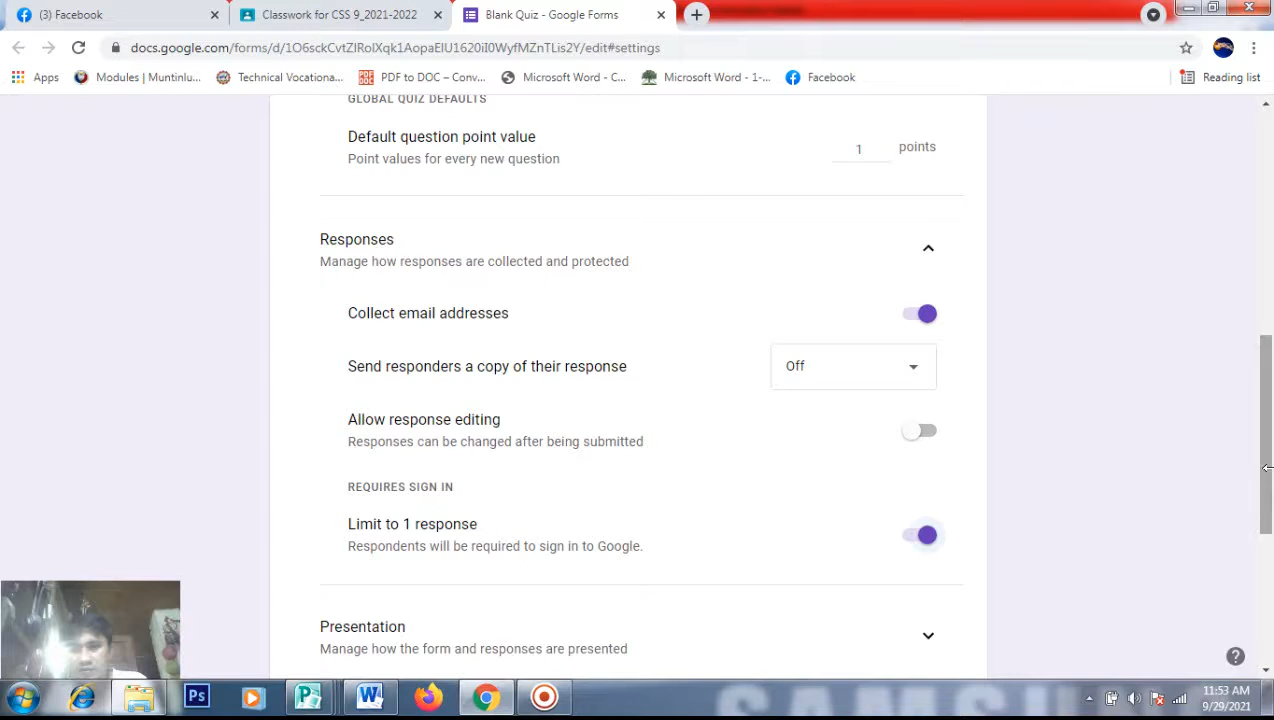 (3) Facebook
Classwork for CSS 9_2021-2022
Blank Quiz - Google Forms
docs.google.com/forms/d/1O6sckCvtZlRolXqk1AopaElU1620iI0WyfMZnTLis2Y/edit#settings
Apps
Modules | Muntinlu...
Technical Vocationa...
PDF to DOC – Conv...
Microsoft Word - C...
Microsoft Word - 1-...
Facebook
Reading list
GLOBAL QUIZ DEFAULTS
Default question point value
Point values for every new question
1 points
Responses
Manage how responses are collected and protected
Collect email addresses
Send responders a copy of their response
Off
Allow response editing
Responses can be changed after being submitted
REQUIRES SIGN IN
Limit to 1 response
Respondents will be required to sign in to Google.
Presentation
Manage how the form and responses are presented
Ps
11:53 AM
9/29/2021